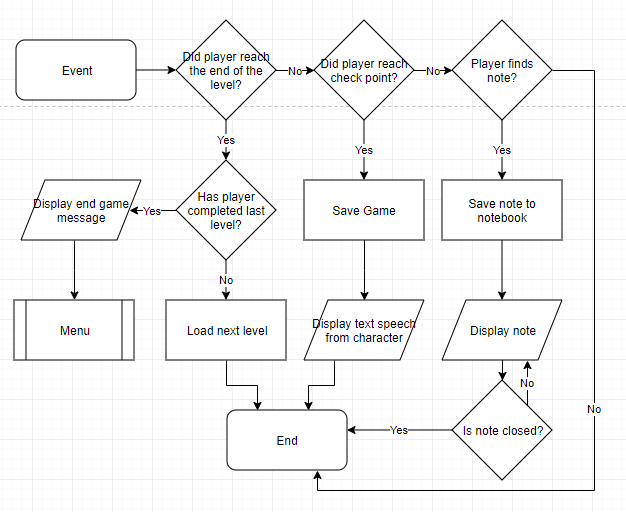 Event
Did player reach
the end of the
level?
No
Did player reach
check point?
No
Player finds
note?
Yes
Yes
Yes
Display end game
message
Yes
Has player
completed last
level?
Save Game
Save note to
notebook
No
Menu
Load next level
Display text speech
from character
Display note
No
No
End
Yes
Is note closed?